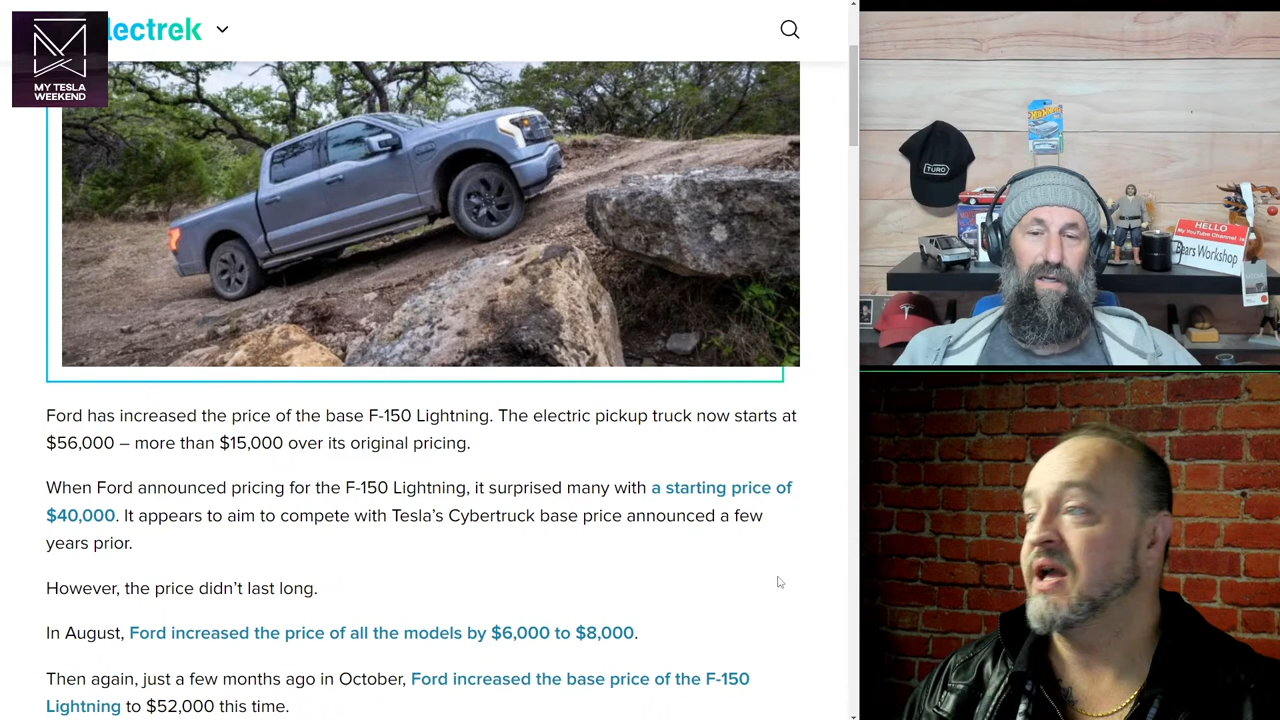 lectrek
MY TESLA
WEEKEND
Ford has increased the price of the base F-150 Lightning. The electric pickup truck now starts at
$56,000 – more than $15,000 over its original pricing.
When Ford announced pricing for the F-150 Lightning, it surprised many with a starting price of
$40,000. It appears to aim to compete with Tesla’s Cybertruck base price announced a few
years prior.
However, the price didn’t last long.
In August, Ford increased the price of all the models by $6,000 to $8,000.
Then again, just a few months ago in October, Ford increased the base price of the F-150
Lightning to $52,000 this time.
Hot Wheels
TURO
HELLO
My YouTube Channel is
Bears Workshop